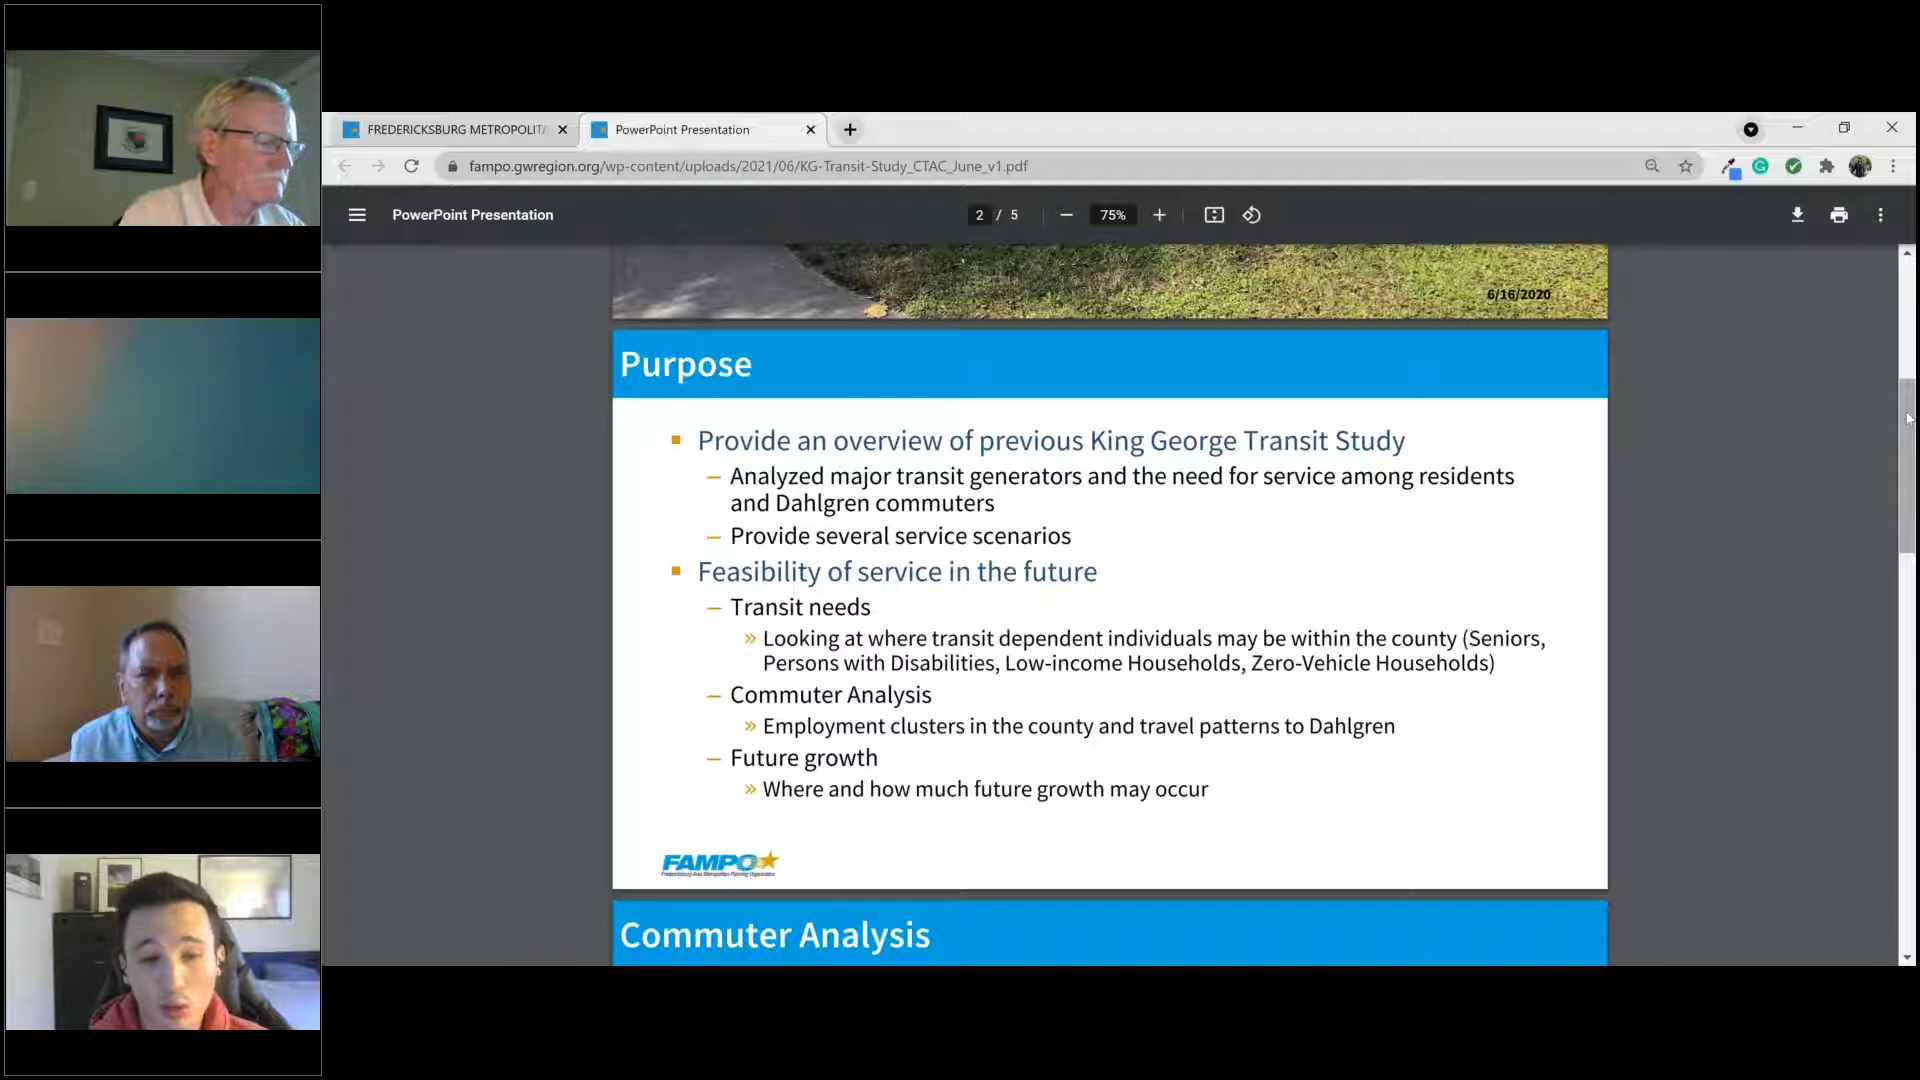 FREDERICKSBURG METROPOLIT
PowerPoint Presentation
fampo.gwregion.org/wp-content/uploads/2021/06/KG-Transit-Study_CTAC_June_v1.pdf
PowerPoint Presentation
2 / 5
75%
6/16/2020
Purpose
Provide an overview of previous King George Transit Study
– Analyzed major transit generators and the need for service among residents
and Dahlgren commuters
– Provide several service scenarios
Feasibility of service in the future
– Transit needs
» Looking at where transit dependent individuals may be within the county (Seniors,
Persons with Disabilities, Low-income Households, Zero-Vehicle Households)
– Commuter Analysis
» Employment clusters in the county and travel patterns to Dahlgren
– Future growth
» Where and how much future growth may occur
FAMPO
Fredericksburg Area Metropolitan Planning Organization
Commuter Analysis